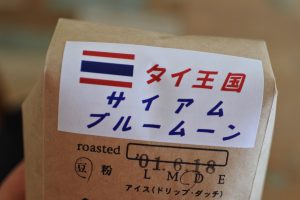 タイ王国
サイアム
ブルームーン
roasted
'01.6.18
豆 粉 L M D E
アイス(ドリップ・ダッチ)